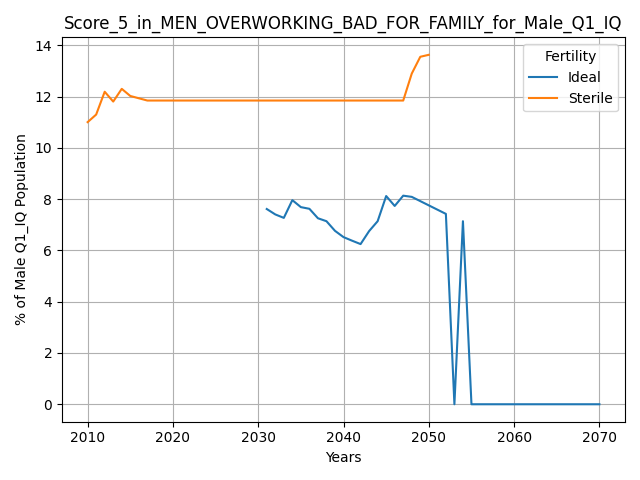 Score_5_in_MEN_OVERWORKING_BAD_FOR_FAMILY_for_Male_Q1_IQ
Fertility
Ideal
Sterile
% of Male Q1_IQ Population
14
12
10
8
6
4
2
0
2010 2020 2030 2040 2050 2060 2070
Years